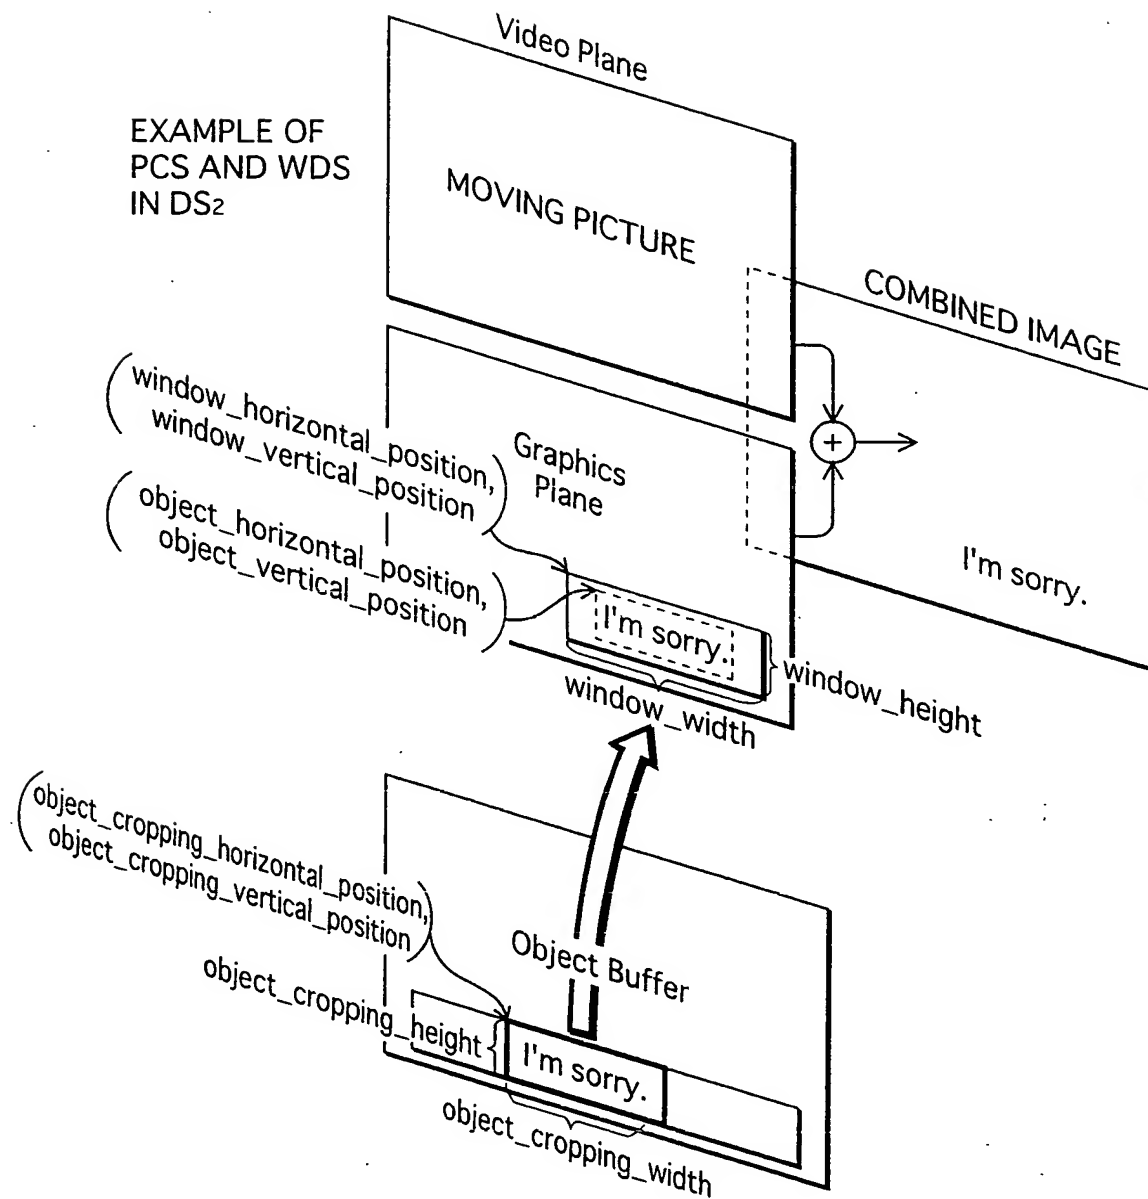 Video Plane
EXAMPLE OF
PCS AND WDS
IN DS2
MOVING PICTURE
COMBINED IMAGE
(window_horizontal_position,
window_vertical_position)
Graphics
Plane
+
(object_horizontal_position,
object_vertical_position)
I'm sorry.
I'm sorry.
window_height
window_width
(object_cropping_horizontal_position,
object_cropping_vertical_position)
Object Buffer
object_cropping_height
I'm sorry.
object_cropping_width